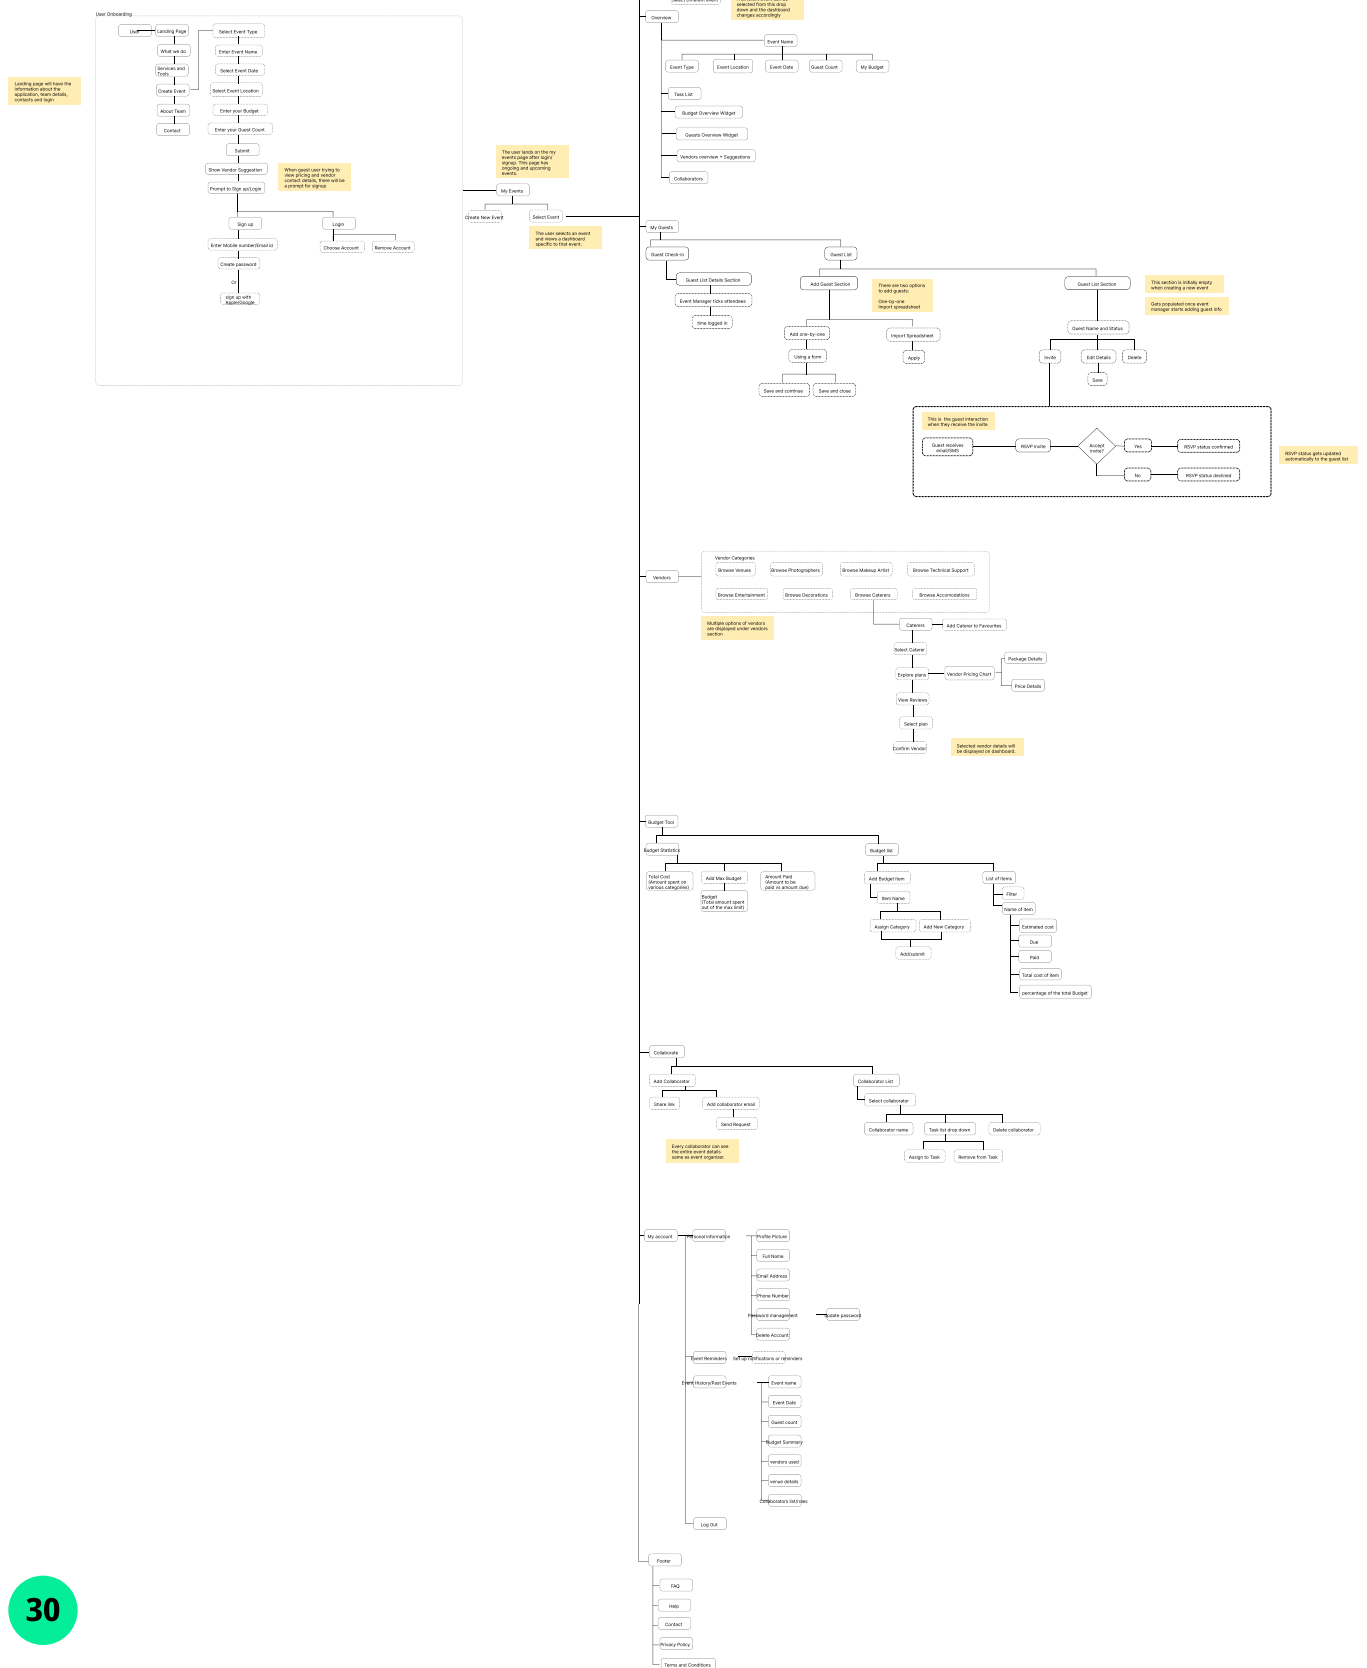 User Onboarding
User
Landing Page
What we do
Services and
Tools
Create Event
About Team
Contact
Landing page will have the
information about the
application, team details,
contacts and login
Select Event Type
Enter Event Name
Select Event Date
Select Event Location
Enter your Budget
Enter your Guest Count
Submit
Show Vendor Suggestion
Prompt to Sign up/Login
When guest user trying to
view pricing and vendor
contact details, there will be
a prompt for signup
Sign up
Login
Enter Mobile number/Email id
Choose Account
Remove Account
Create password
Or
sign up with
Apple/Google
The user lands on the my
events page after login/
signup. This page has
ongoing and upcoming
events.
My Events
Create New Event
Select Event
The user selects an event
and views a dashboard
specific to that event.
Select Different event
selected from this drop
down and the dashboard
changes accordingly
Overview
Event Name
Event Type
Event Location
Event Date
Guest Count
My Budget
Task List
Budget Overview Widget
Guests Overview Widget
Vendors overview + Suggestions
Collaborators
My Guests
Guest Check-in
Guest List
Guest List Details Section
Event Manager ticks attendees
time logged in
Add Guest Section
There are two options
to add guests:
One-by-one
Import spreadsheet
Add one-by-one
Import Spreadsheet
Using a form
Apply
Save and continue
Save and close
Guest List Section
This section is initially empty
when creating a new event
Gets populated once event
manager starts adding guest info
Guest Name and Status
Invite
Edit Details
Delete
Save
This is the guest interaction
when they receive the invite
Guest receives
email/SMS
RSVP Invite
Accept
invite?
Yes
RSVP status confirmed
No
RSVP status declined
RSVP status gets updated
automatically to the guest list
Vendors
Vendor Categories
Browse Venues
Browse Photographers
Browse Makeup Artist
Browse Technical Support
Browse Entertainment
Browse Decorations
Browse Caterers
Browse Accomodations
Multiple options of vendors
are displayed under vendors
section
Caterers
Add Caterer to Favourites
Select Caterer
Explore plans
Vendor Pricing Chart
Package Details
Price Details
View Reviews
Select plan
Confirm Vendor
Selected vendor details will
be displayed on dashboard.
Budget Tool
Budget Statistics
Budget list
Total Cost
(Amount spent on
various categories)
Add Max Budget
Amount Paid
(Amount to be
paid vs amount due)
Budget
(Total amount spent
out of the max limit)
Add Budget Item
Item Name
Assign Category
Add New Category
Add/submit
List of Items
Filter
Name of item
Estimated cost
Due
Paid
Total cost of item
percentage of the total Budget
Collaborate
Add Collaborator
Collaborator List
Share link
Add collaborator email
Send Request
Select collaborator
Collaborator name
Task list drop down
Delete collaborator
Assign to Task
Remove from Task
Every collaborator can see
the entire event details
same as event organizer.
My account
Personal information
Profile Picture
Full Name
Email Address
Phone Number
Password management
Update password
Delete Account
Event Reminders
Set up notifications or reminders
Event History/Past Events
Event name
Event Date
Guest count
Budget Summary
vendors used
venue details
Collaborators list/roles
Log Out
Footer
FAQ
Help
Contact
Privacy Policy
Terms and Conditions
30